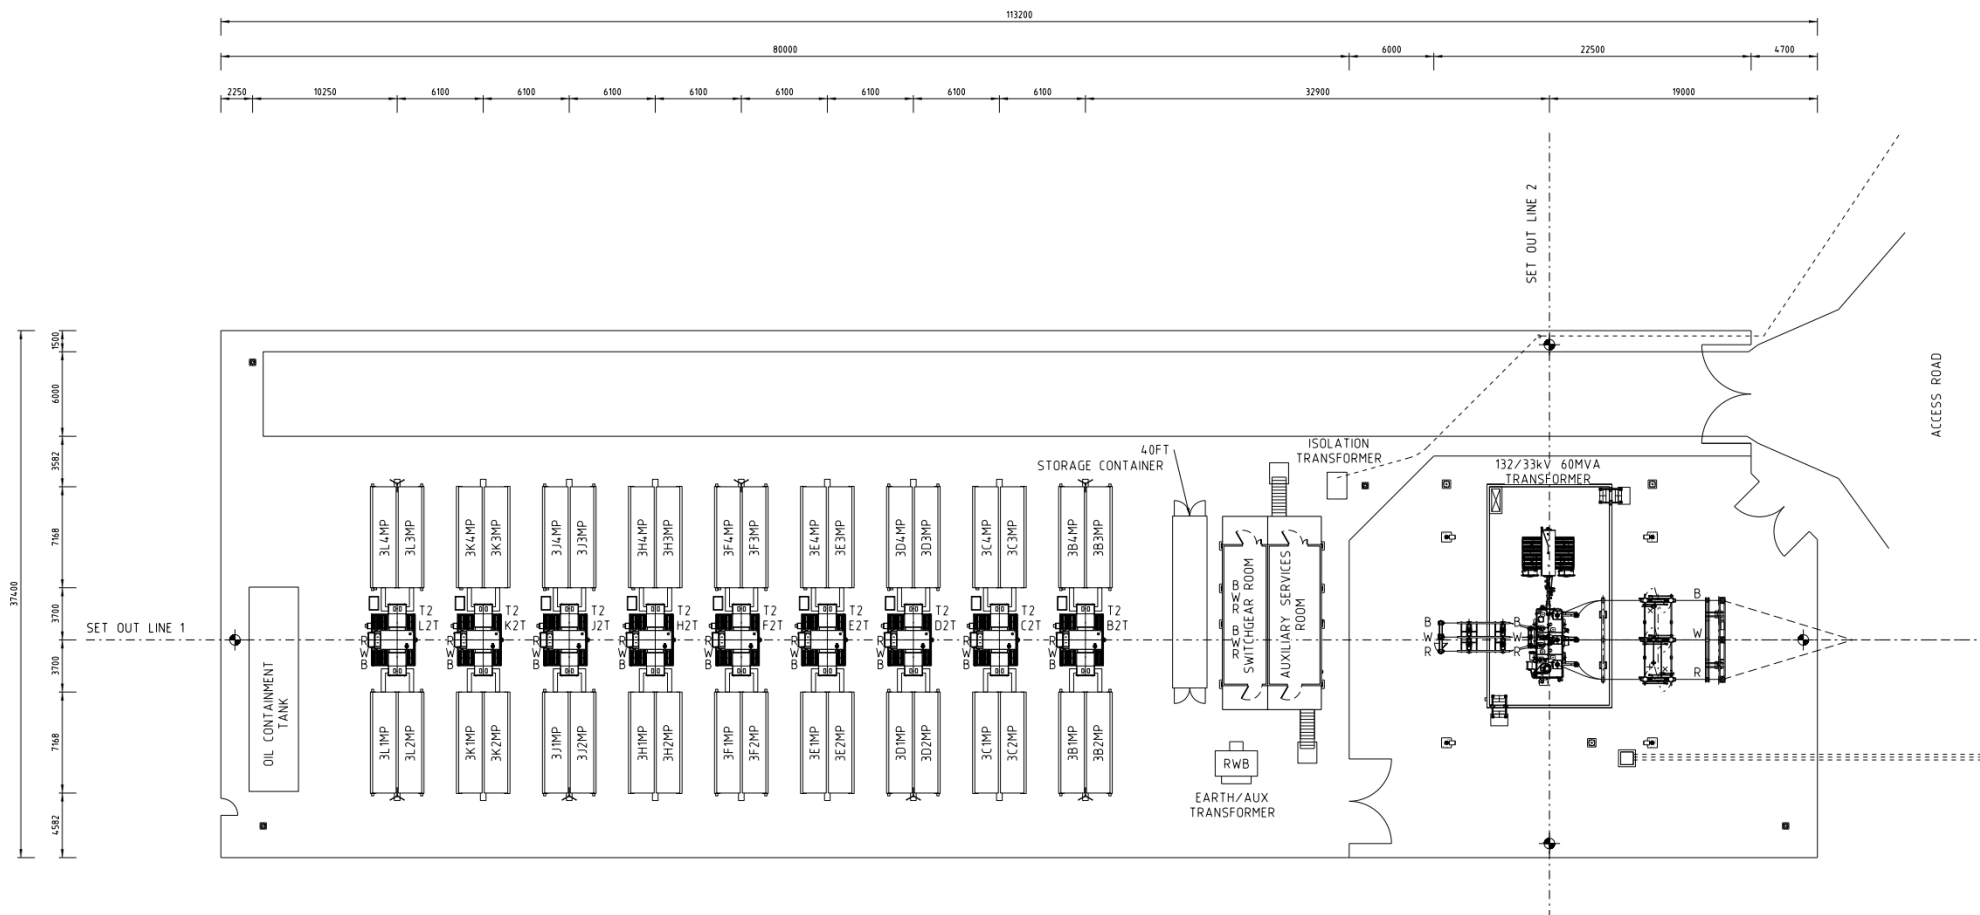 113200
80000
6000
22500
4700
2250
10250
6100
6100
6100
6100
6100
6100
6100
6100
32900
19000
SET OUT LINE 2
ACCESS ROAD
37400
1500
6000
3582
7168
3700
3700
7168
4582
SET OUT LINE 1
40FT
STORAGE CONTAINER
ISOLATION
TRANSFORMER
132/33kV 60MVA
TRANSFORMER
3L4MP
3L3MP
3K4MP
3K3MP
3J4MP
3J3MP
3H4MP
3H3MP
3F4MP
3F3MP
3E4MP
3E3MP
3D4MP
3D3MP
3C4MP
3C3MP
3B4MP
3B3MP
T2
L2T
T2
K2T
T2
J2T
T2
H2T
T2
F2T
T2
E2T
T2
D2T
T2
C2T
T2
B2T
R
W
B
R
W
B
R
W
B
R
W
B
R
W
B
R
W
B
R
W
B
R
W
B
R
W
B
B
W
R
B
W
R
SWITCHGEAR ROOM
AUXILIARY SERVICES
ROOM
B
W
R
B
W
R
B
W
R
OIL CONTAINMENT
TANK
3L1MP
3L2MP
3K1MP
3K2MP
3J1MP
3J2MP
3H1MP
3H2MP
3F1MP
3F2MP
3E1MP
3E2MP
3D1MP
3D2MP
3C1MP
3C2MP
3B1MP
3B2MP
RWB
EARTH/AUX
TRANSFORMER